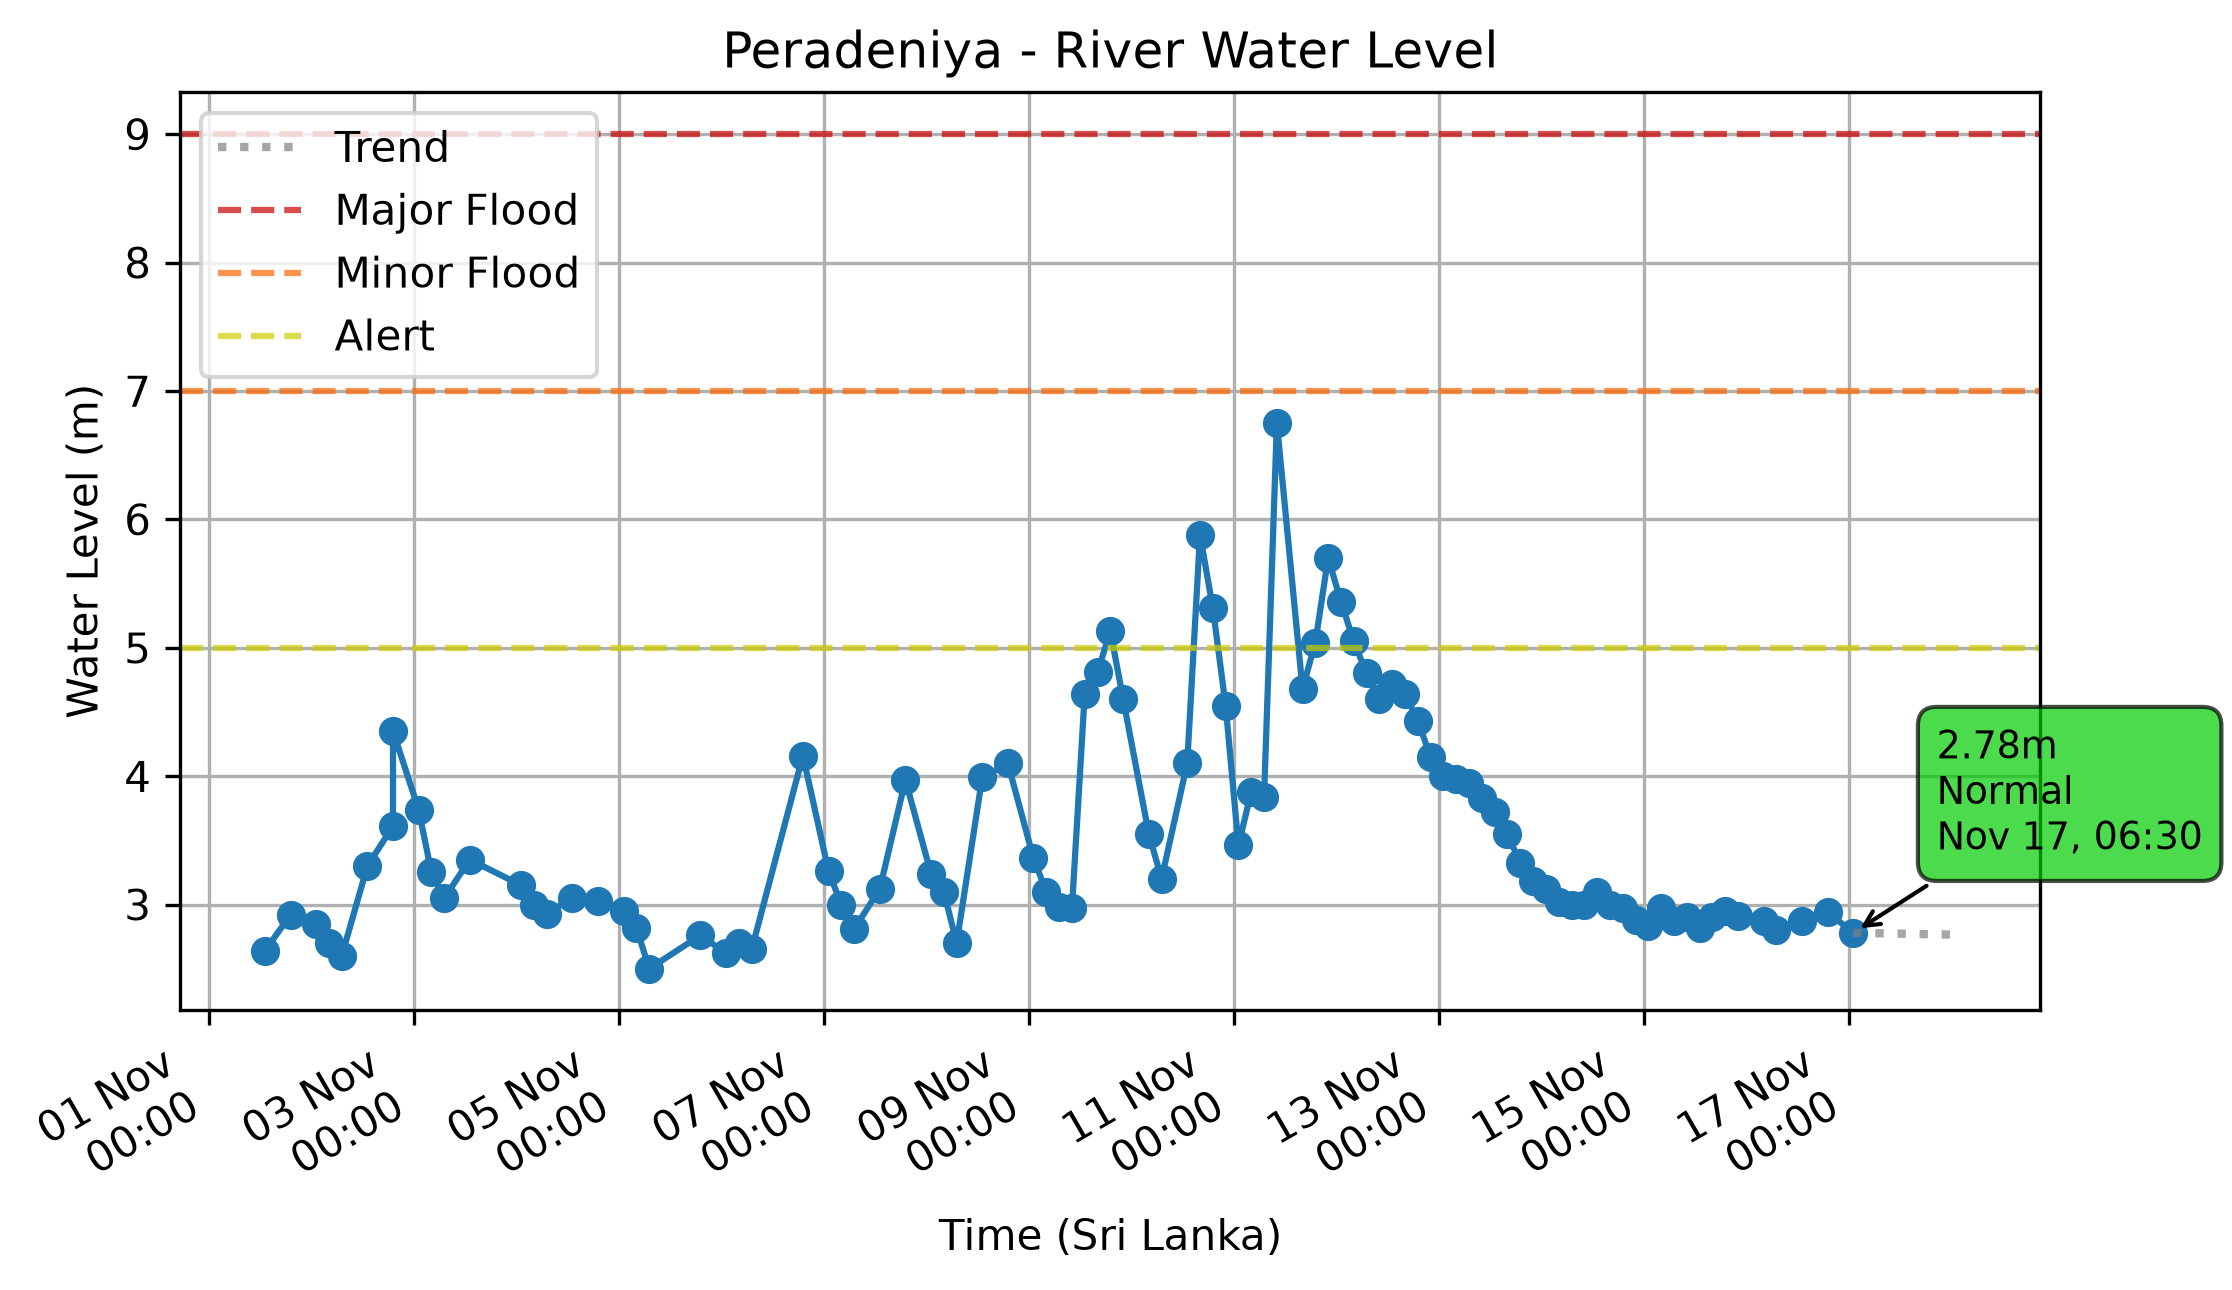 Peradeniya - River Water Level
Trend
Major Flood
Minor Flood
Alert
9
8
7
6
5
4
3
Water Level (m)
2.78m
Normal
Nov 17, 06:30
01 Nov
00:00
03 Nov
00:00
05 Nov
00:00
07 Nov
00:00
09 Nov
00:00
11 Nov
00:00
13 Nov
00:00
15 Nov
00:00
17 Nov
00:00
Time (Sri Lanka)